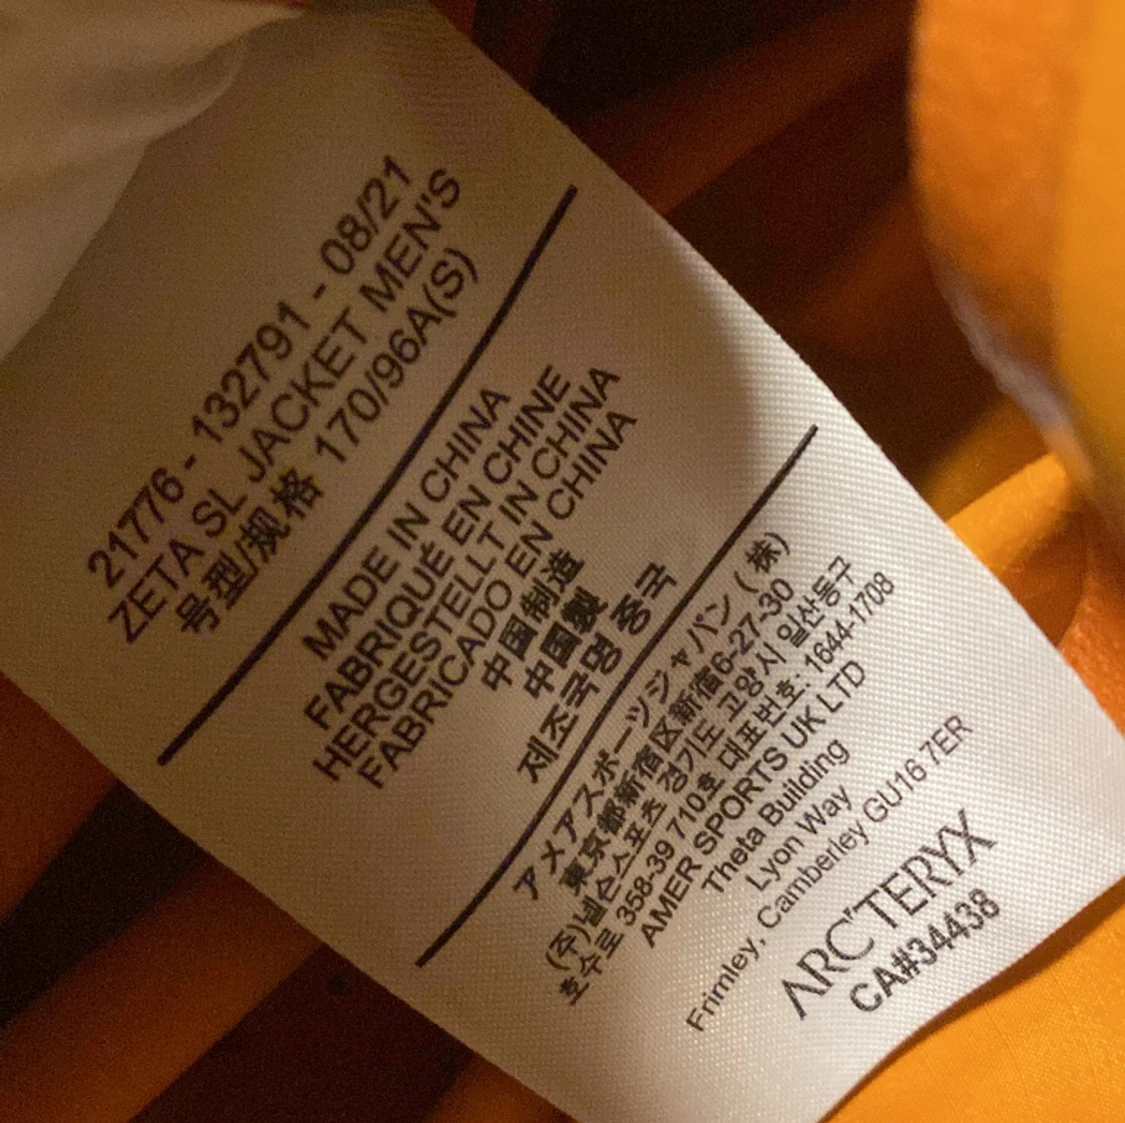 21776 - 132791 - 08/21
ZETA SL JACKET MEN'S
号型/规格 170/96A(S)
MADE IN CHINA
FABRIQUÉ EN CHINE
HERGESTELLT IN CHINA
FABRICADO EN CHINA
中国制造
中国製
제조국명 중국
アメアスポーツジャパン (株)
東京都新宿区新宿6-27-30
(주)넬슨스포츠 경기도 고양시 일산동구
호수로 358-39 710호 대표번호: 1644-1708
AMER SPORTS UK LTD
Theta Building
Lyon Way
Frimley, Camberley GU16 7ER
ARC'TERYX
CA#34438